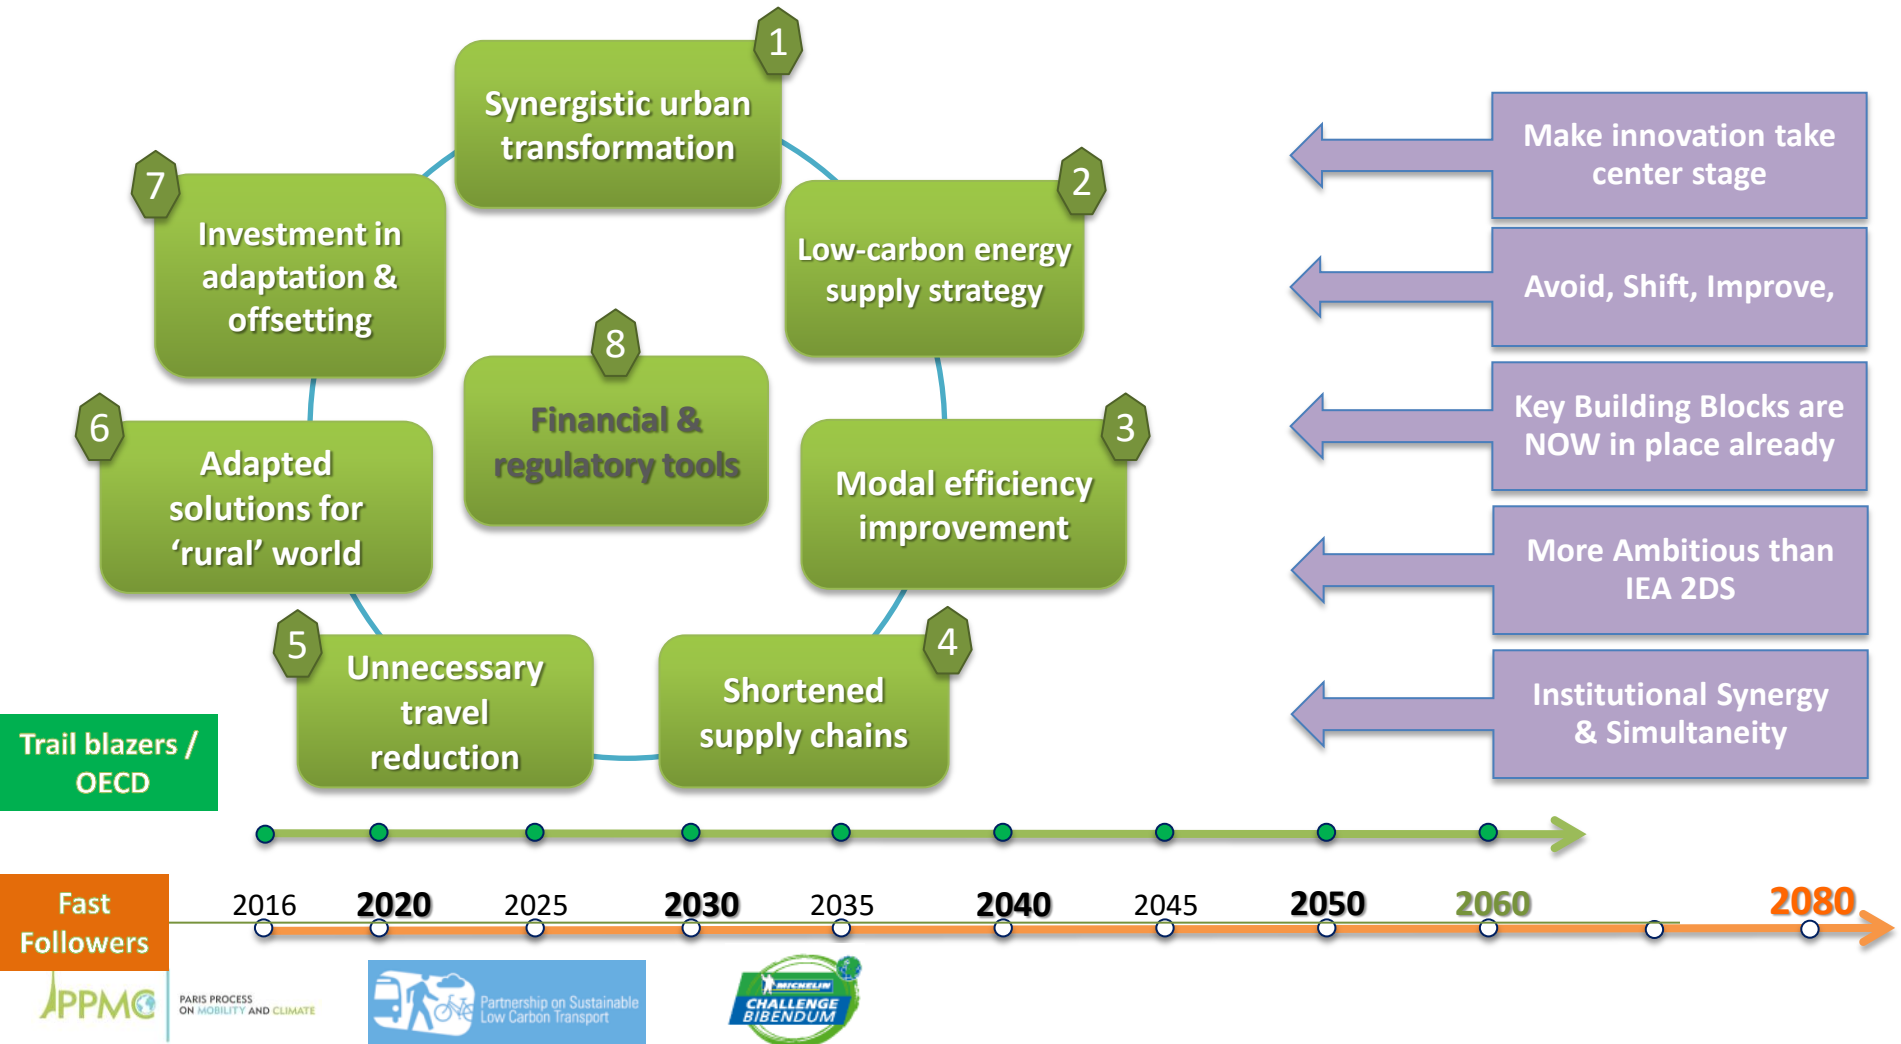 1
Synergistic urban
transformation
2
Low-carbon energy
supply strategy
3
Modal efficiency
improvement
4
Shortened
supply chains
5
Unnecessary
travel
reduction
6
Adapted
solutions for
‘rural’ world
7
Investment in
adaptation &
offsetting
8
Financial &
regulatory tools
Make innovation take
center stage
Avoid, Shift, Improve,
Key Building Blocks are
NOW in place already
More Ambitious than
IEA 2DS
Institutional Synergy
& Simultaneity
Trail blazers /
OECD
Fast
Followers
2016 2020 2025 2030 2035 2040 2045 2050 2060 2080
PPMC
PARIS PROCESS
ON MOBILITY AND CLIMATE
Partnership on Sustainable
Low Carbon Transport
MICHELIN
CHALLENGE
BIBENDUM